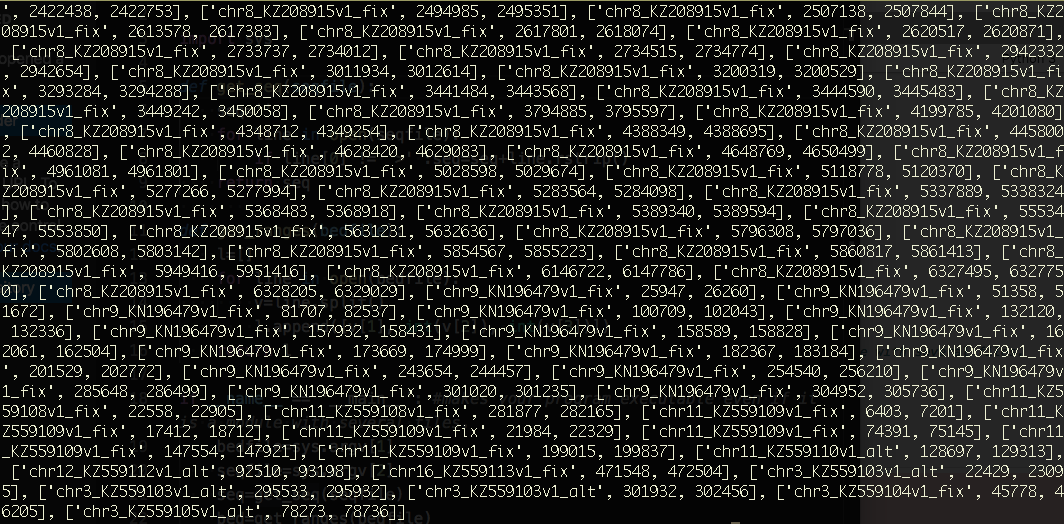 ', 2422438, 2422753], ['chr8_KZ208915v1_fix', 2494985, 2495351], ['chr8_KZ208915v1_fix', 2507138, 2507844], ['chr8_KZ2
08915v1_fix', 2613578, 2617383], ['chr8_KZ208915v1_fix', 2617801, 2618074], ['chr8_KZ208915v1_fix', 2620517, 2620871],
['chr8_KZ208915v1_fix', 2733737, 2734012], ['chr8_KZ208915v1_fix', 2734515, 2734774], ['chr8_KZ208915v1_fix', 2942337
, 2942654], ['chr8_KZ208915v1_fix', 3011934, 3012614], ['chr8_KZ208915v1_fix', 3200319, 3200529], ['chr8_KZ208915v1_fi
x', 3293284, 3294288], ['chr8_KZ208915v1_fix', 3441484, 3443568], ['chr8_KZ208915v1_fix', 3444590, 3445483], ['chr8_KZ
208915v1_fix', 3449242, 3450058], ['chr8_KZ208915v1_fix', 3794885, 3795597], ['chr8_KZ208915v1_fix', 4199785, 4201080]
, ['chr8_KZ208915v1_fix', 4348712, 4349254], ['chr8_KZ208915v1_fix', 4388349, 4388695], ['chr8_KZ208915v1_fix', 445800
2, 4460828], ['chr8_KZ208915v1_fix', 4628420, 4629083], ['chr8_KZ208915v1_fix', 4648769, 4650499], ['chr8_KZ208915v1_f
ix', 4961081, 4961801], ['chr8_KZ208915v1_fix', 5028598, 5029674], ['chr8_KZ208915v1_fix', 5118778, 5120370], ['chr8_K
Z208915v1_fix', 5277266, 5277994], ['chr8_KZ208915v1_fix', 5283564, 5284098], ['chr8_KZ208915v1_fix', 5337889, 5338324
], ['chr8_KZ208915v1_fix', 5368483, 5368918], ['chr8_KZ208915v1_fix', 5389340, 5389594], ['chr8_KZ208915v1_fix', 55534
47, 5553850], ['chr8_KZ208915v1_fix', 5631231, 5632636], ['chr8_KZ208915v1_fix', 5796308, 5797036], ['chr8_KZ208915v1_fix
', 5802608, 5803142], ['chr8_KZ208915v1_fix', 5854567, 5855223], ['chr8_KZ208915v1_fix', 5860817, 5861413], ['chr8_
KZ208915v1_fix', 5949416, 5951416], ['chr8_KZ208915v1_fix', 6146722, 6147786], ['chr8_KZ208915v1_fix', 6327495, 632775
0], ['chr8_KZ208915v1_fix', 6328205, 6329029], ['chr9_KN196479v1_fix', 25947, 26260], ['chr9_KN196479v1_fix', 51358, 5
1672], ['chr9_KN196479v1_fix', 81707, 82537], ['chr9_KN196479v1_fix', 100709, 102043], ['chr9_KN196479v1_fix', 132120,
132336], ['chr9_KN196479v1_fix', 157932, 158431], ['chr9_KN196479v1_fix', 158589, 158828], ['chr9_KN196479v1_fix', 16
2061, 162504], ['chr9_KN196479v1_fix', 173669, 174999], ['chr9_KN196479v1_fix', 182367, 183184], ['chr9_KN196479v1_fix
', 201529, 202772], ['chr9_KN196479v1_fix', 243654, 244457], ['chr9_KN196479v1_fix', 254540, 256210], ['chr9_KN196479v
1_fix', 285648, 286499], ['chr9_KN196479v1_fix', 301020, 301235], ['chr9_KN196479v1_fix', 304952, 305736], ['chr11_KZ5
59108v1_fix', 22558, 22905], ['chr11_KZ559108v1_fix', 281877, 282165], ['chr11_KZ559109v1_fix', 6403, 7201], ['chr11_K
Z559109v1_fix', 17412, 18712], ['chr11_KZ559109v1_fix', 21984, 22329], ['chr11_KZ559109v1_fix', 74391, 75145], ['chr11
_KZ559109v1_fix', 147554, 147921], ['chr11_KZ559109v1_fix', 199015, 199837], ['chr11_KZ559110v1_alt', 128697, 129313],
['chr12_KZ559112v1_alt', 92510, 93198], ['chr16_KZ559113v1_fix', 471548, 472504], ['chr3_KZ559103v1_alt', 22429, 2309
5], ['chr3_KZ559103v1_alt', 295533, 295932], ['chr3_KZ559103v1_alt', 301932, 302456], ['chr3_KZ559104v1_fix', 45778, 4
6205], ['chr3_KZ559105v1_alt', 78273, 78736]]